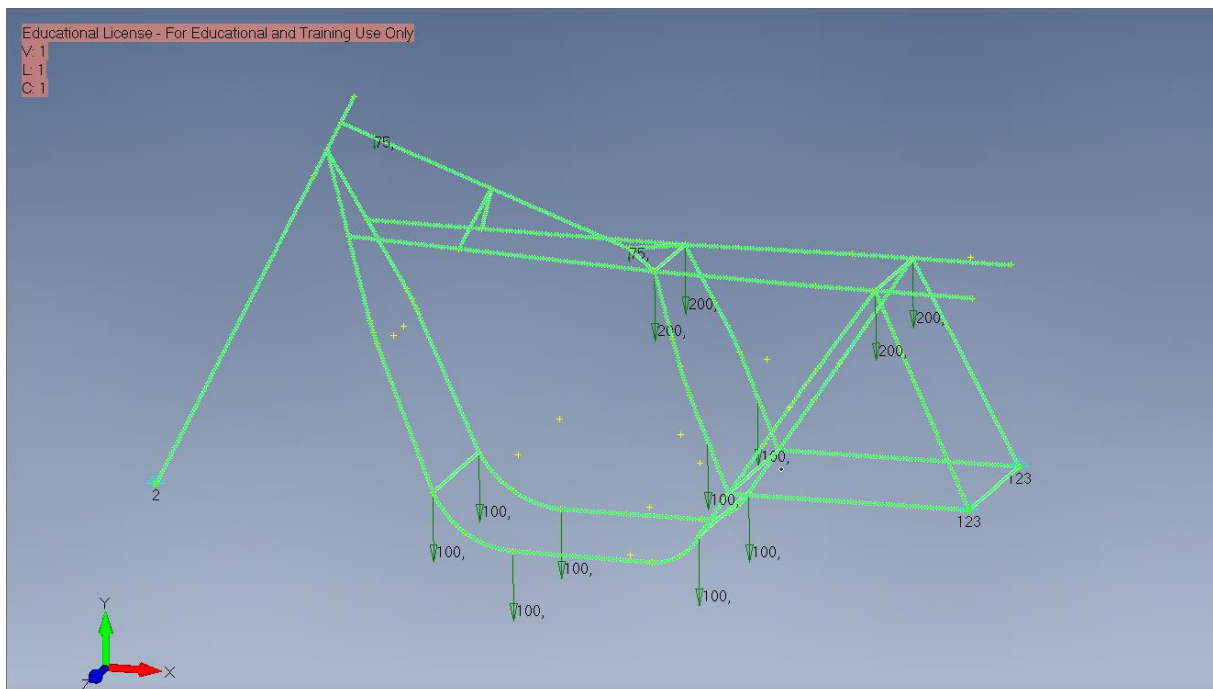 Educational License - For Educational and Training Use Only
V: 1
L: 1
C: 1
75,
75,
200,
200,
200,
200,
100,
100,
2
123
100,
123
100,
100,
100,
100,
100,
Y
X
Z